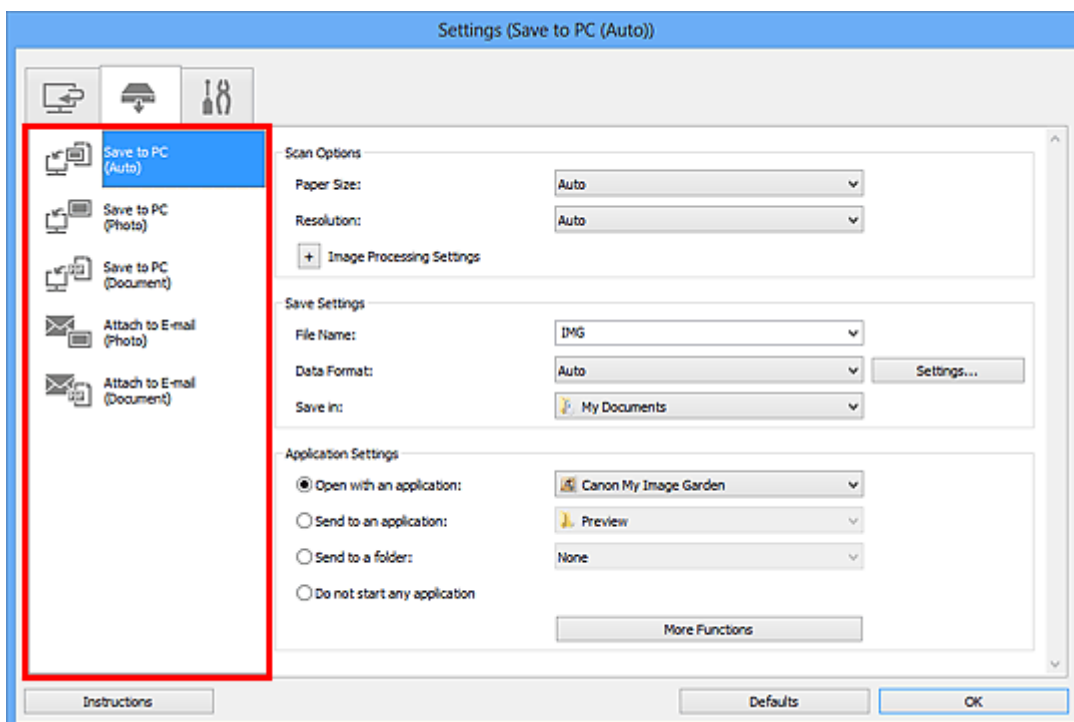 Settings (Save to PC (Auto))
Save to PC
(Auto)
Save to PC
(Photo)
Save to PC
(Document)
Attach to E-mail
(Photo)
Attach to E-mail
(Document)
Scan Options
Paper Size: Auto
Resolution: Auto
+ Image Processing Settings
Save Settings
File Name: IMG
Data Format: Auto Settings...
Save in: My Documents
Application Settings
Open with an application: Canon My Image Garden
Send to an application: Preview
Send to a folder: None
Do not start any application
More Functions
Instructions Defaults OK